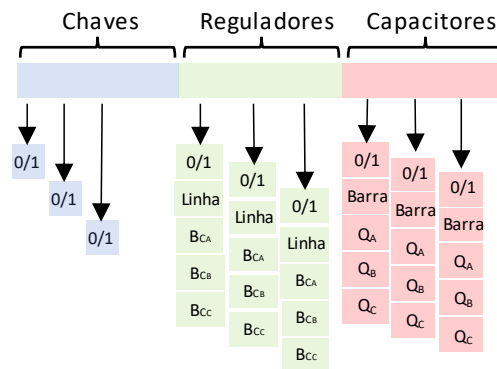 Chaves
Reguladores
Capacitores
0/1
0/1
0/1
0/1
Linha
BCA
BCB
BCC
0/1
Linha
BCA
BCB
BCC
0/1
Linha
BCA
BCB
BCC
0/1
Barra
QA
QB
QC
0/1
Barra
QA
QB
QC
0/1
Barra
QA
QB
QC